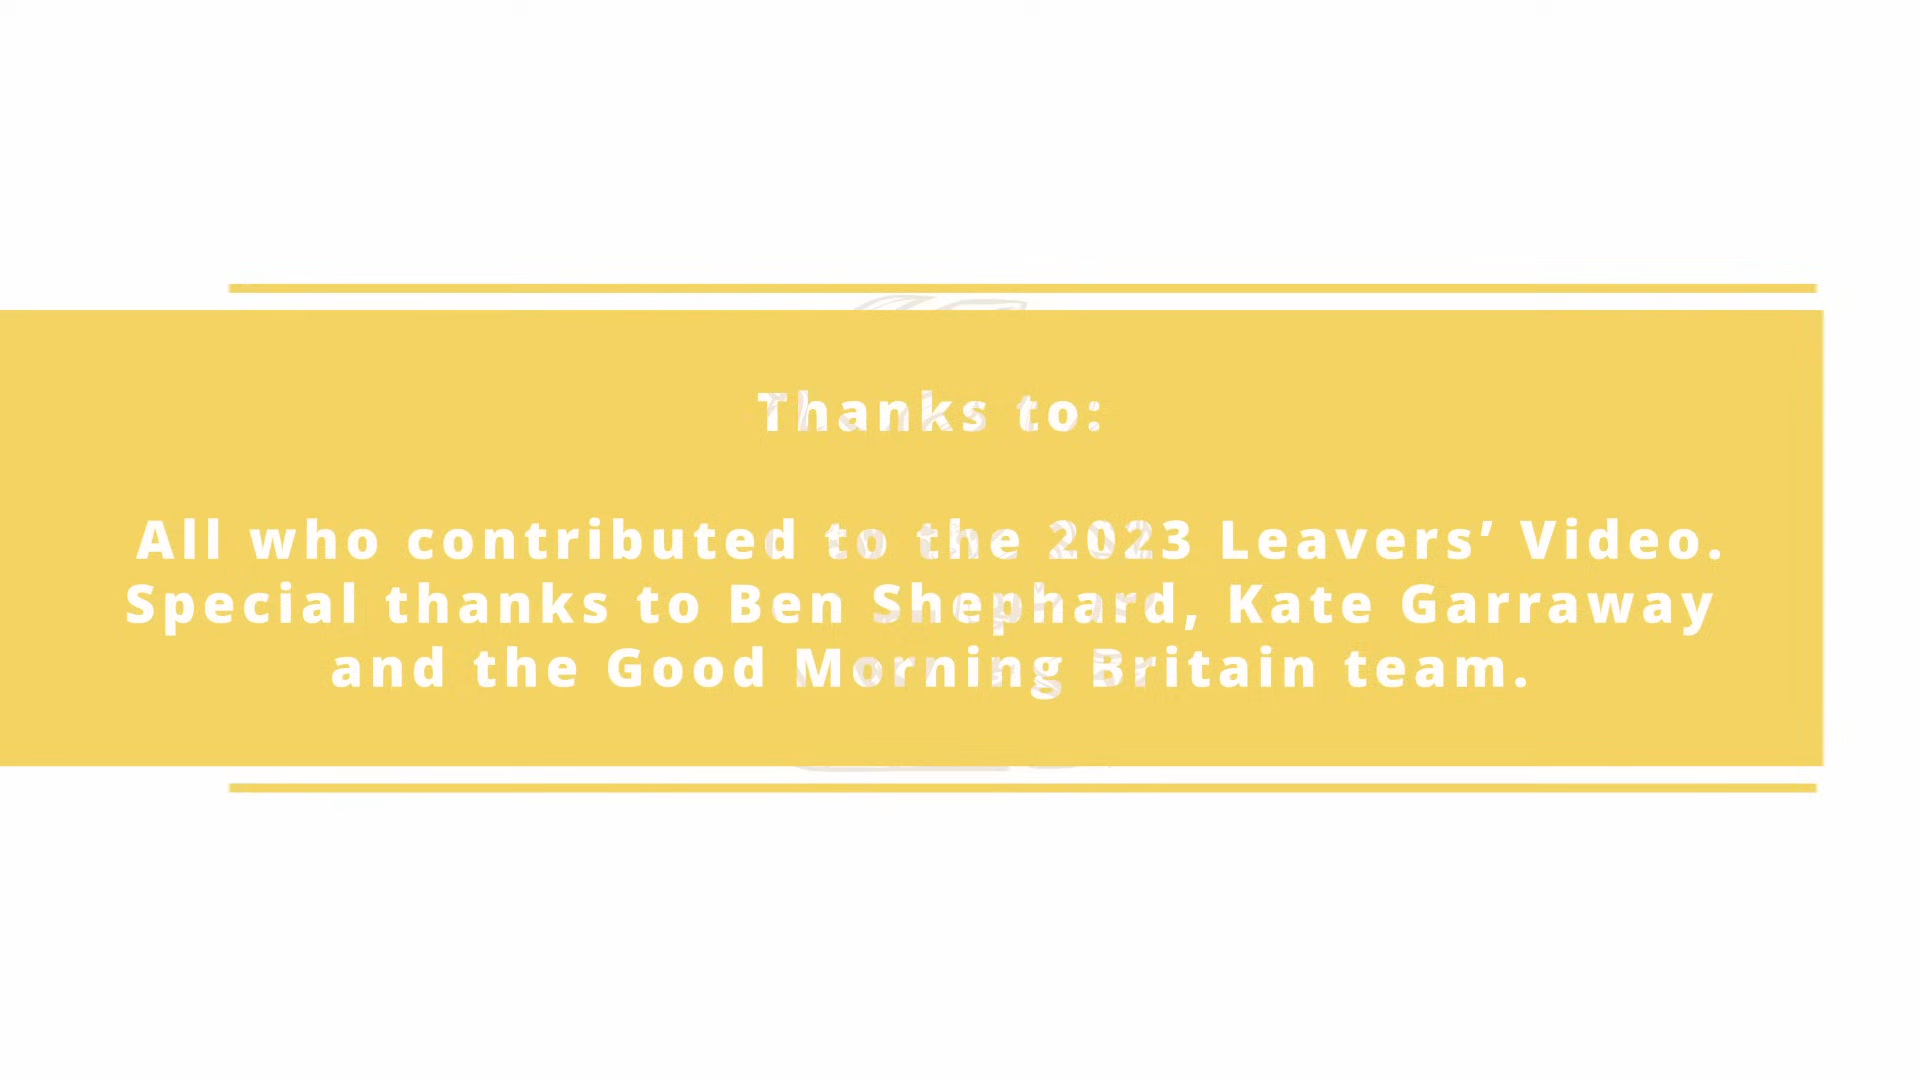 Thanks to:
All who contributed to the 2023 Leavers’ Video.
Special thanks to Ben Shephard, Kate Garraway
and the Good Morning Britain team.